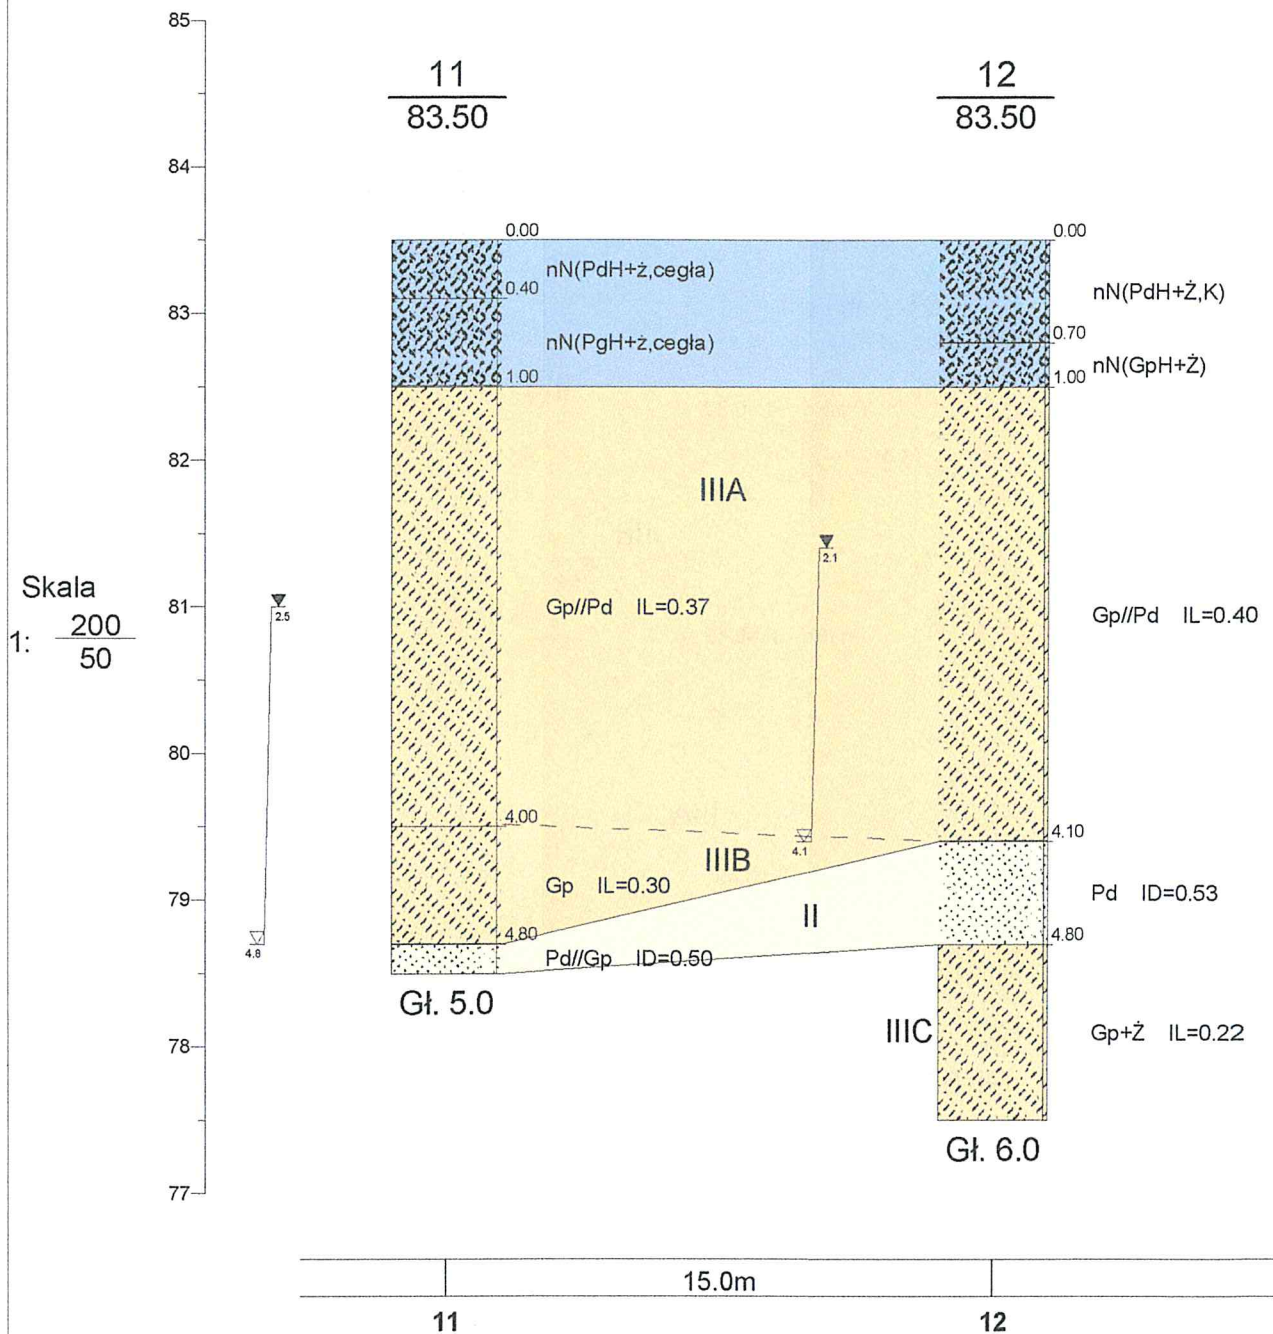 85
11
12
83.50
83.50
84
0.00
0.00
nN(PdH+ż,cegła)
0.40
nN(PdH+Ż,K)
83
0.70
nN(PgH+ż,cegła)
nN(GpH+Ż)
1.00
1.00
82
IIIA
2.1
Skala
1: 200
50
81
2.5
Gp//Pd IL=0.37
Gp//Pd IL=0.40
80
4.00
4.10
4.1
IIIB
Gp IL=0.30
79
Pd ID=0.53
II
4.80
4.80
4.8
Pd//Gp ID=0.50
Gł. 5.0
IIIC
Gp+Ż IL=0.22
78
Gł. 6.0
77
15.0m
11
12